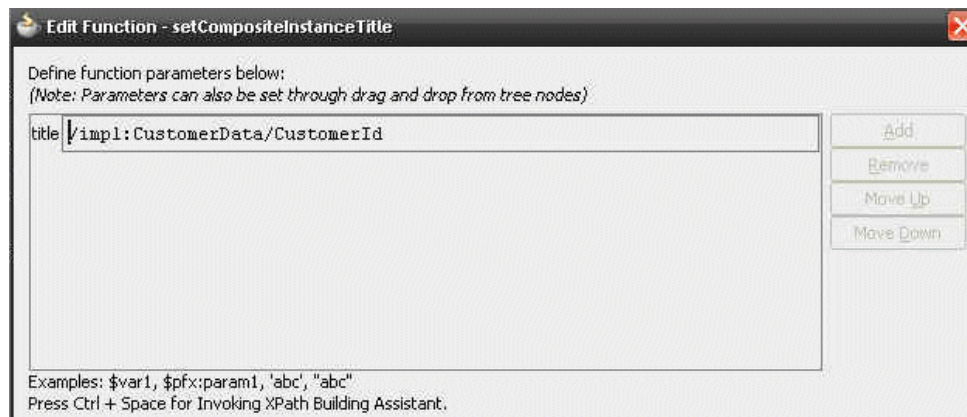 Edit Function - setCompositeInstanceTitle
Define function parameters below:
(Note: Parameters can also be set through drag and drop from tree nodes)
title /impl:CustomerData/CustomerId
Add
Remove
Move Up
Move Down
Examples: $var1, $pfx:param1, 'abc', "abc"
Press Ctrl + Space for Invoking XPath Building Assistant.